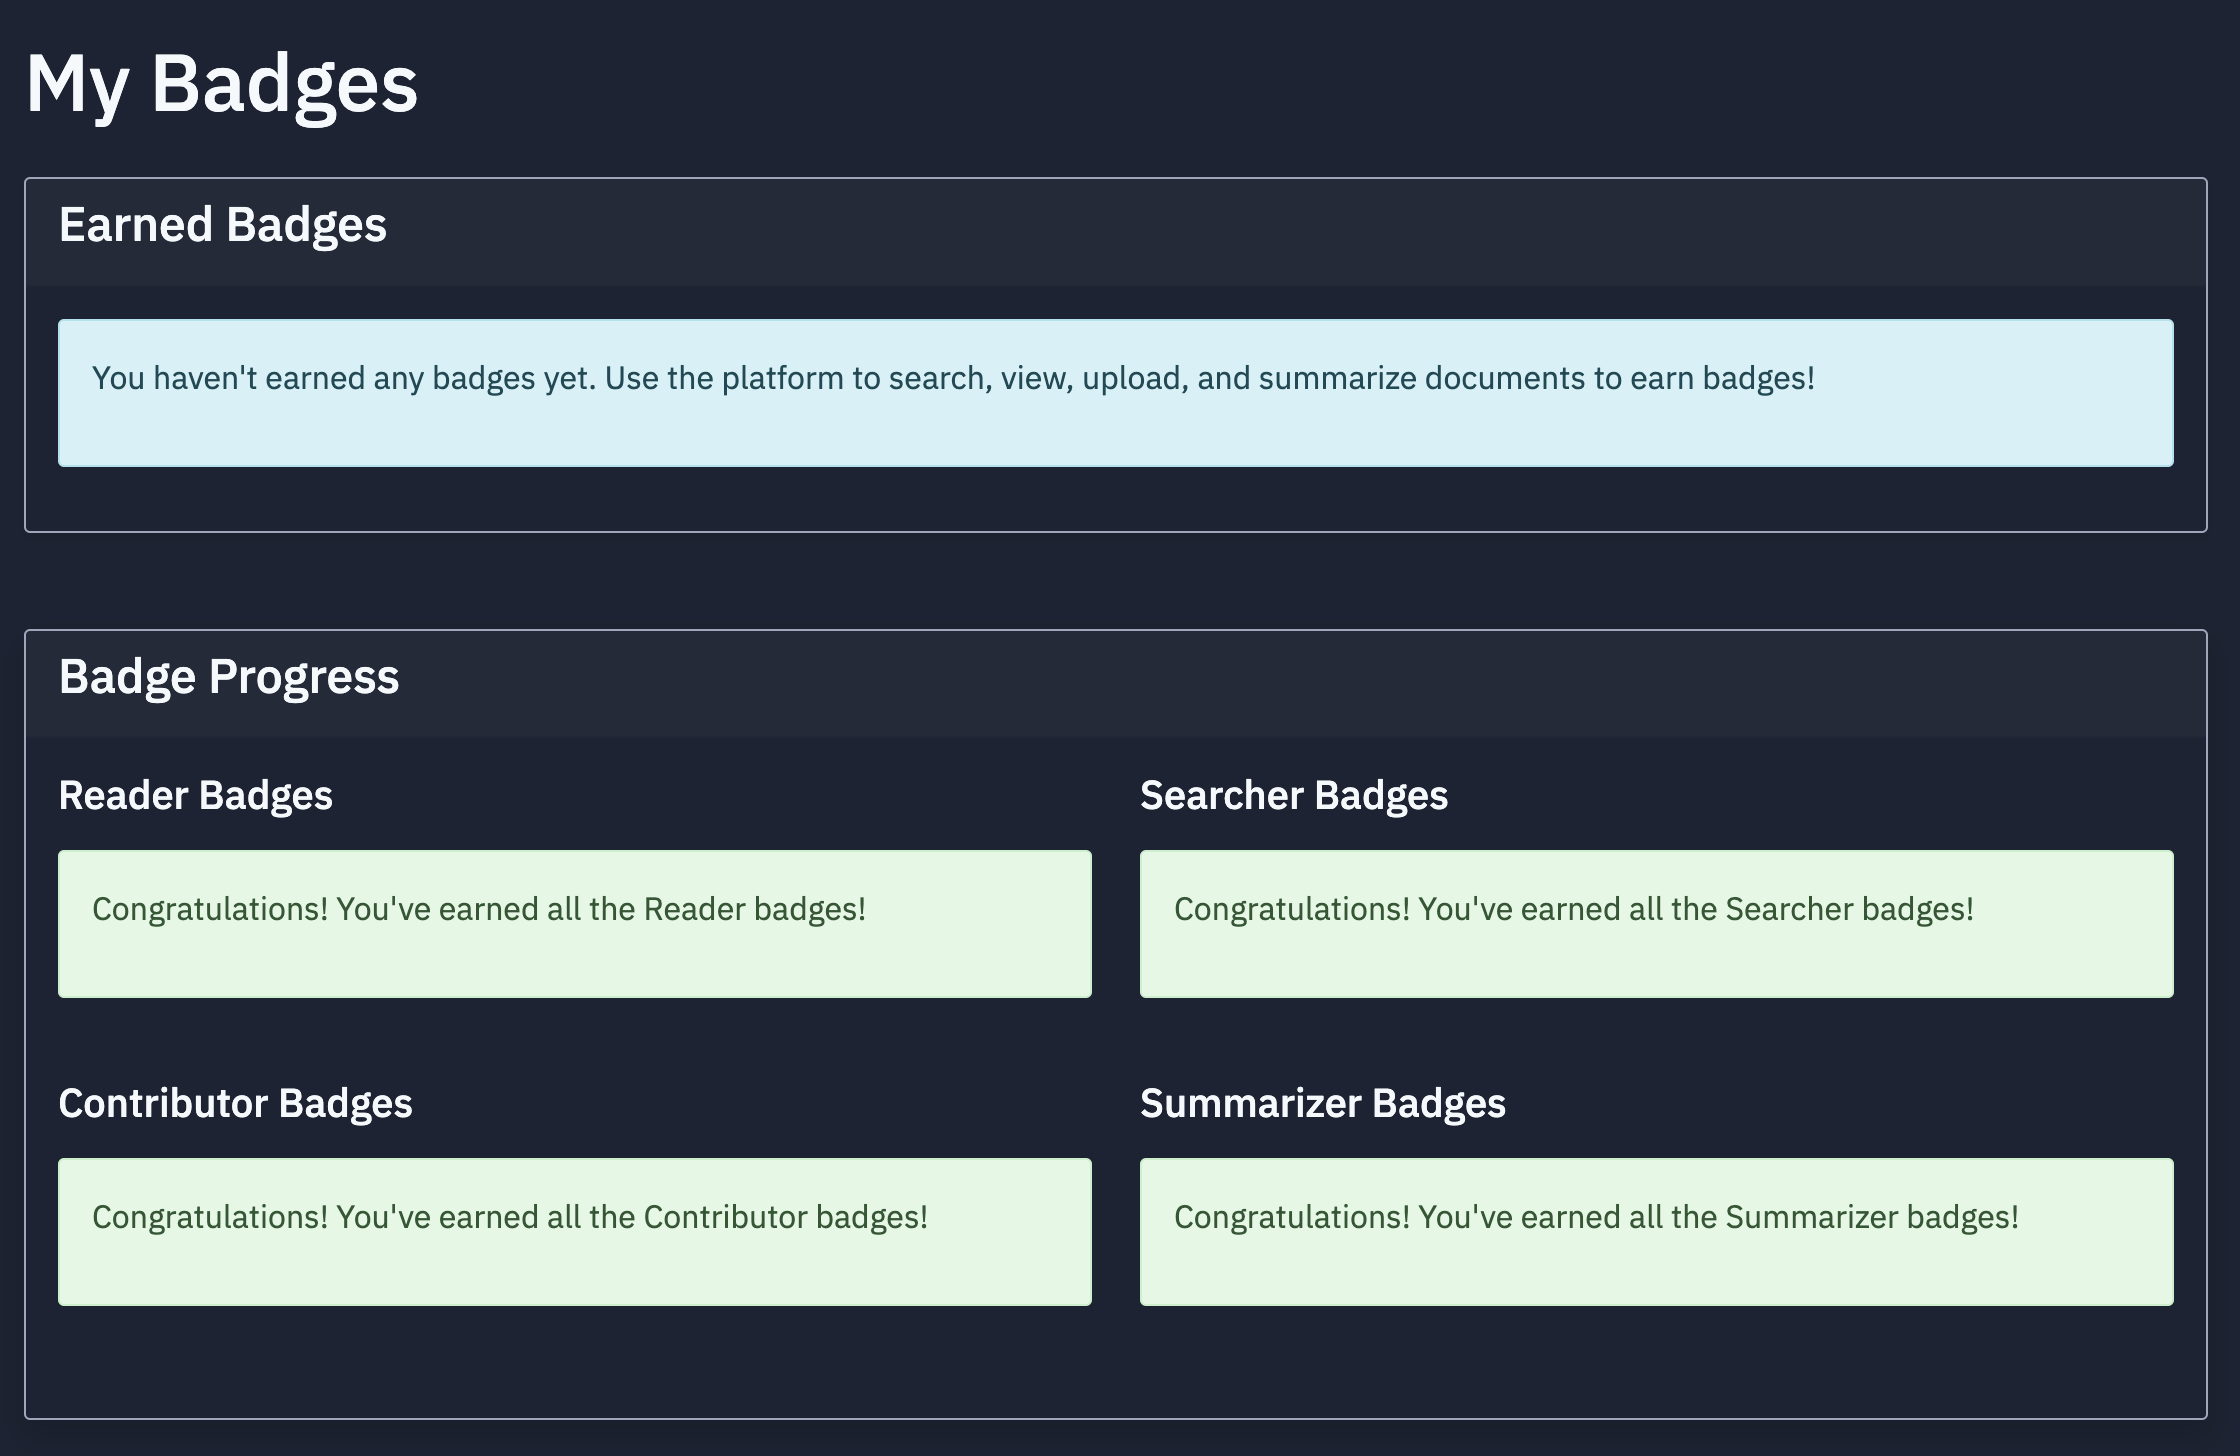 My Badges
Earned Badges
You haven't earned any badges yet. Use the platform to search, view, upload, and summarize documents to earn badges!
Badge Progress
Reader Badges
Congratulations! You've earned all the Reader badges!
Searcher Badges
Congratulations! You've earned all the Searcher badges!
Contributor Badges
Congratulations! You've earned all the Contributor badges!
Summarizer Badges
Congratulations! You've earned all the Summarizer badges!